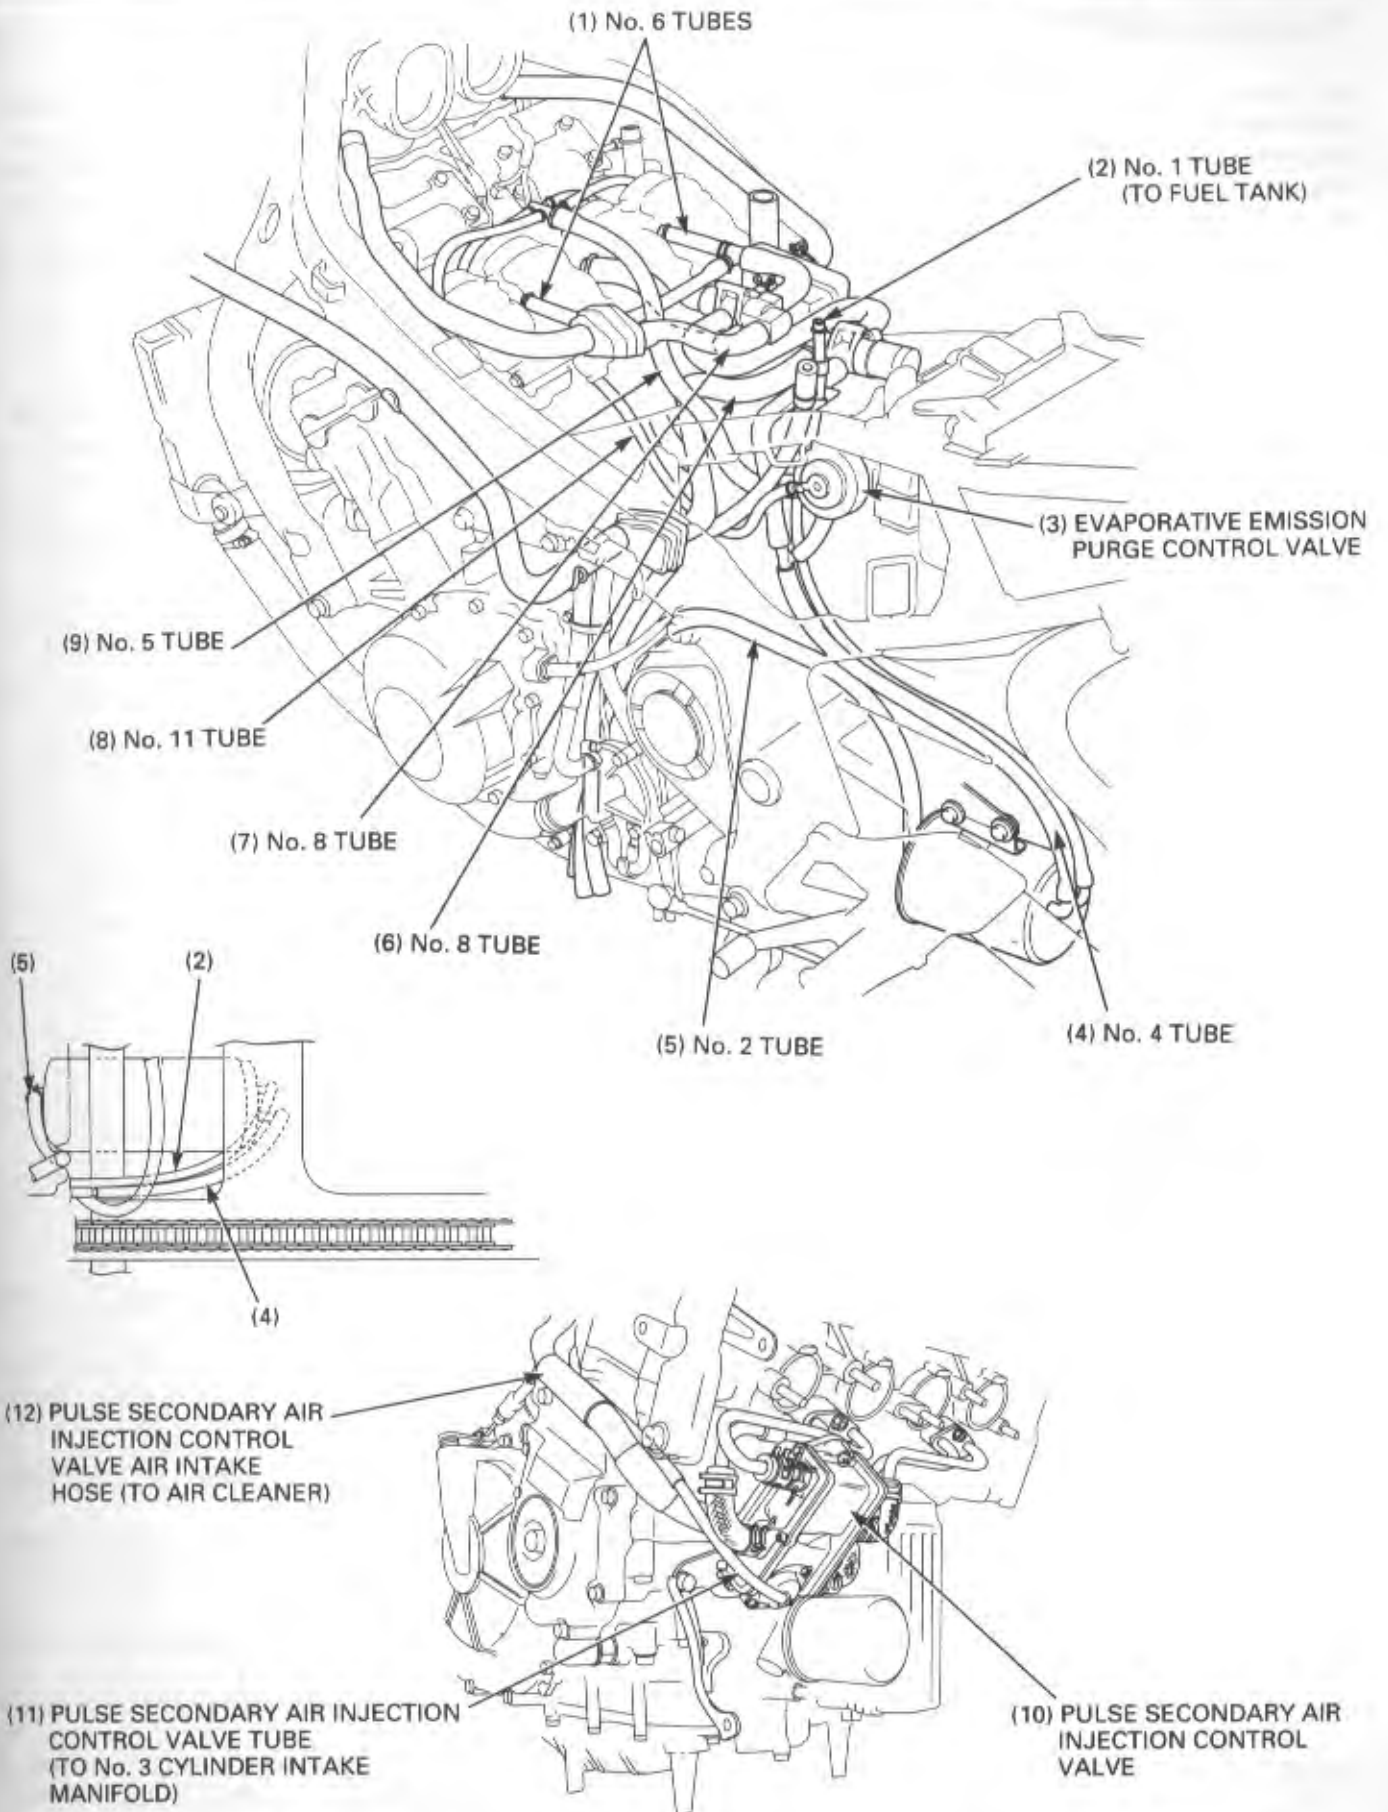 (1) No. 6 TUBES
(2) No. 1 TUBE
(TO FUEL TANK)
(3) EVAPORATIVE EMISSION
PURGE CONTROL VALVE
(9) No. 5 TUBE
(8) No. 11 TUBE
(7) No. 8 TUBE
(6) No. 8 TUBE
(5) No. 2 TUBE
(4) No. 4 TUBE
(5)
(2)
(4)
(12) PULSE SECONDARY AIR
INJECTION CONTROL
VALVE AIR INTAKE
HOSE (TO AIR CLEANER)
(11) PULSE SECONDARY AIR INJECTION
CONTROL VALVE TUBE
(TO No. 3 CYLINDER INTAKE
MANIFOLD)
(10) PULSE SECONDARY AIR
INJECTION CONTROL
VALVE